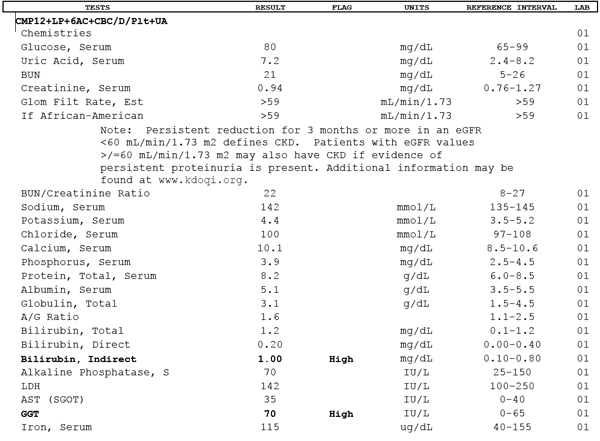 TESTS RESULT FLAG UNITS REFERENCE INTERVAL LAB
CMP12+LP+6AC+CBC/D/Plt+UA
Chemistries 01
Glucose, Serum 80 mg/dL 65-99 01
Uric Acid, Serum 7.2 mg/dL 2.4-8.2 01
BUN 21 mg/dL 5-26 01
Creatinine, Serum 0.94 mg/dL 0.76-1.27 01
Glom Filt Rate, Est >59 mL/min/1.73 >59 01
If African-American >59 mL/min/1.73 >59 01
Note: Persistent reduction for 3 months or more in an eGFR
<60 mL/min/1.73 m2 defines CKD. Patients with eGFR values
>/=60 mL/min/1.73 m2 may also have CKD if evidence of
persistent proteinuria is present. Additional information may be
found at www.kdoqi.org.
BUN/Creatinine Ratio 22 8-27 01
Sodium, Serum 142 mmol/L 135-145 01
Potassium, Serum 4.4 mmol/L 3.5-5.2 01
Chloride, Serum 100 mmol/L 97-108 01
Calcium, Serum 10.1 mg/dL 8.5-10.6 01
Phosphorus, Serum 3.9 mg/dL 2.5-4.5 01
Protein, Total, Serum 8.2 g/dL 6.0-8.5 01
Albumin, Serum 5.1 g/dL 3.5-5.5 01
Globulin, Total 3.1 g/dL 1.5-4.5 01
A/G Ratio 1.6 1.1-2.5 01
Bilirubin, Total 1.2 mg/dL 0.1-1.2 01
Bilirubin, Direct 0.20 mg/dL 0.00-0.40 01
Bilirubin, Indirect 1.00 High mg/dL 0.10-0.80 01
Alkaline Phosphatase, S 70 IU/L 25-150 01
LDH 142 IU/L 100-250 01
AST (SGOT) 35 IU/L 0-40 01
GGT 70 High IU/L 0-65 01
Iron, Serum 115 ug/dL 40-155 01